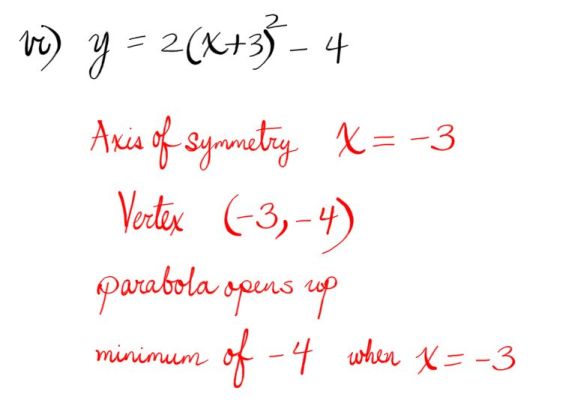 vi) y = 2(x+3)² - 4
Axis of symmetry x = -3
Vertex (-3, -4)
parabola opens up
minimum of -4 when x = -3